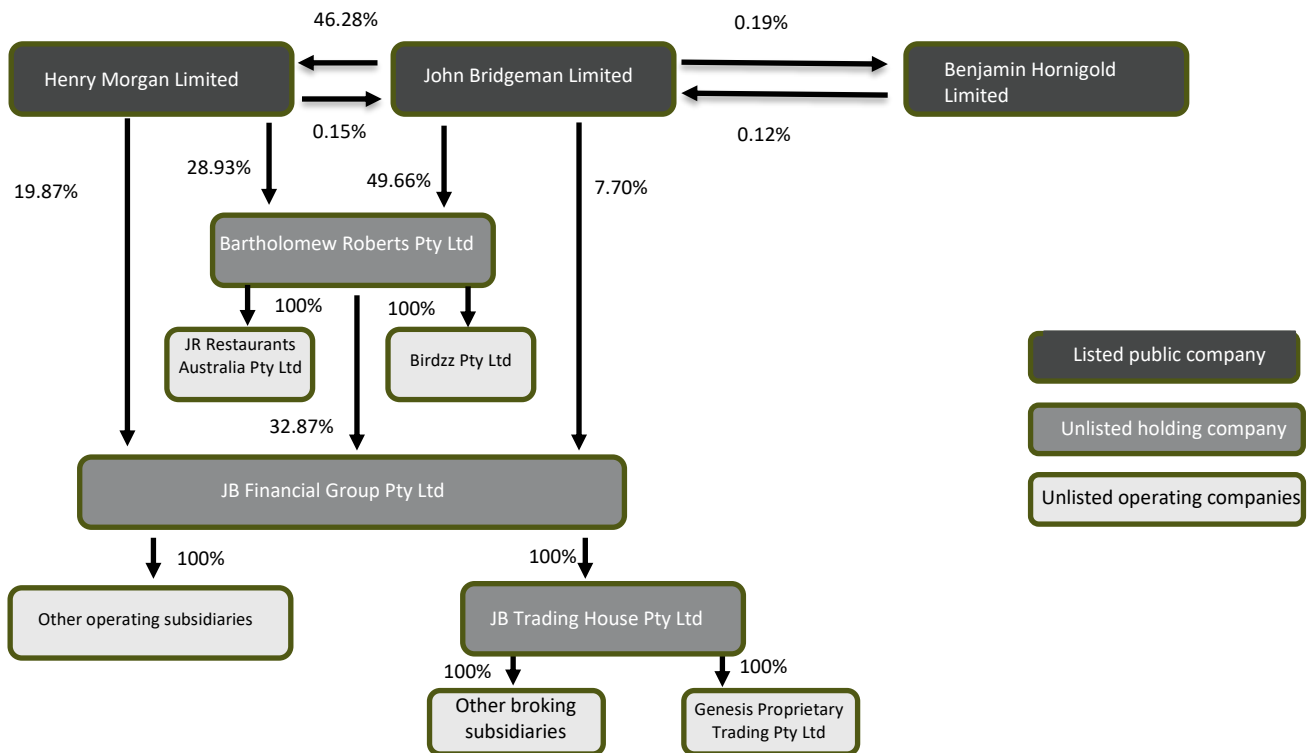 46.28%
0.19%
Henry Morgan Limited
John Bridgeman Limited
Benjamin Hornigold
Limited
0.15%
0.12%
28.93%
49.66%
19.87%
7.70%
Bartholomew Roberts Pty Ltd
100%
100%
JR Restaurants
Australia Pty Ltd
Birdzz Pty Ltd
Listed public company
32.87%
Unlisted holding company
JB Financial Group Pty Ltd
Unlisted operating companies
100%
100%
Other operating subsidiaries
JB Trading House Pty Ltd
100%
100%
Other broking
subsidiaries
Genesis Proprietary
Trading Pty Ltd